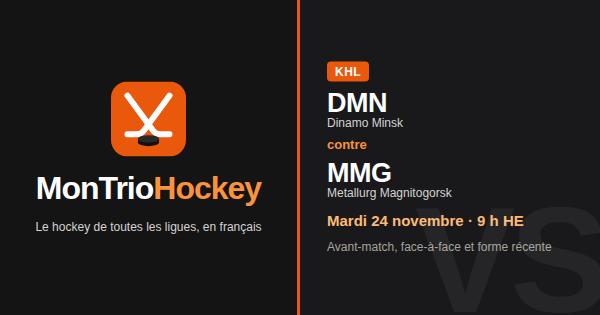 MonTrioHockey
Le hockey de toutes les ligues, en français
KHL
DMN
Dinamo Minsk
contre
MMG
Metallurg Magnitogorsk
Mardi 24 novembre · 9 h HE
Avant-match, face-à-face et forme récente
VS